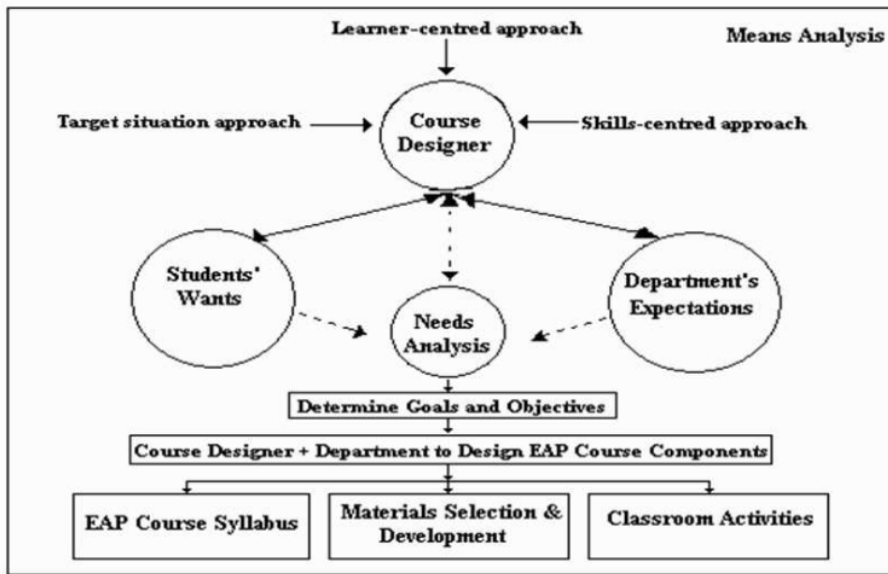 Learner-centred approach
Means Analysis
Target situation approach
Course
Designer
Skills-centred approach
Students'
Wants
Department's
Expectations
Needs
Analysis
Determine Goals and Objectives
Course Designer + Department to Design EAP Course Components
EAP Course Syllabus
Materials Selection &
Development
Classroom Activities